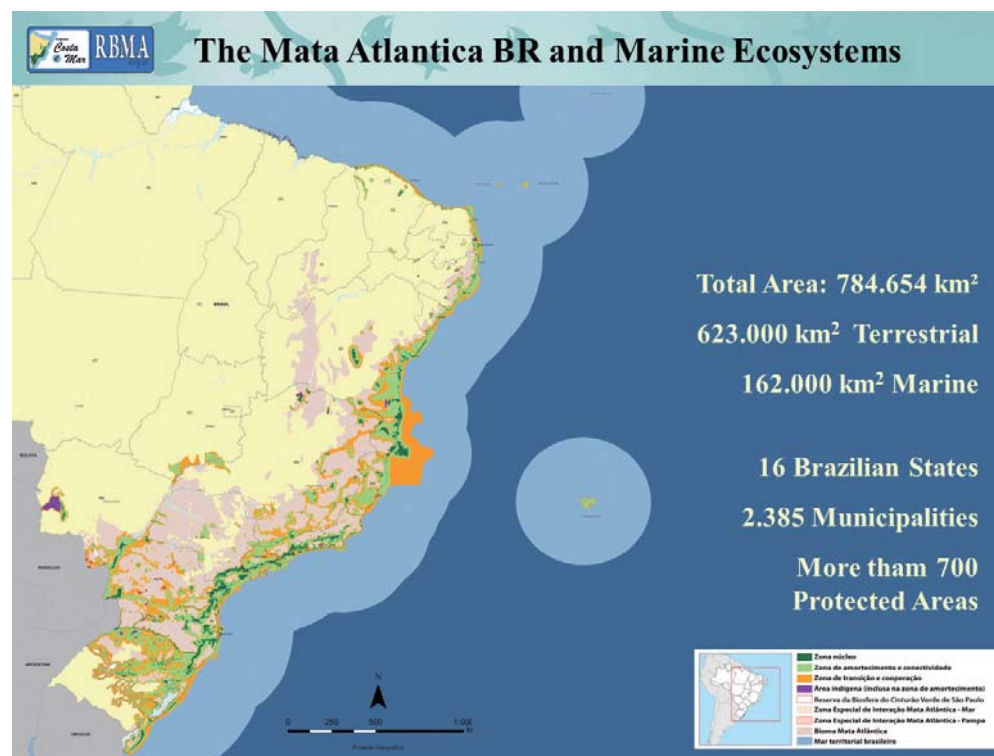 Costa
e Mar
RBMA
The Mata Atlantica BR and Marine Ecosystems
Total Area: 784.654 km²
623.000 km² Terrestrial
162.000 km² Marine
16 Brazilian States
2.385 Municipalities
More tham 700
Protected Areas
BRASIL
BOLIVIA
PARAGUAI
ARGENTINA
URUGUAI
N
0 250 500 1.000
Projeção Geográfica
Zona núcleo
Zona de amortecimento e conectividade
Zona de transição e cooperação
Área indígena (inclusa na zona de amortecimento)
Reserva da Biosfera do Cinturão Verde de São Paulo
Zona Especial de Interação Mata Atlântica - Mar
Zona Especial de Interação Mata Atlântica - Pampa
Bioma Mata Atlântica
Mar territorial brasileiro